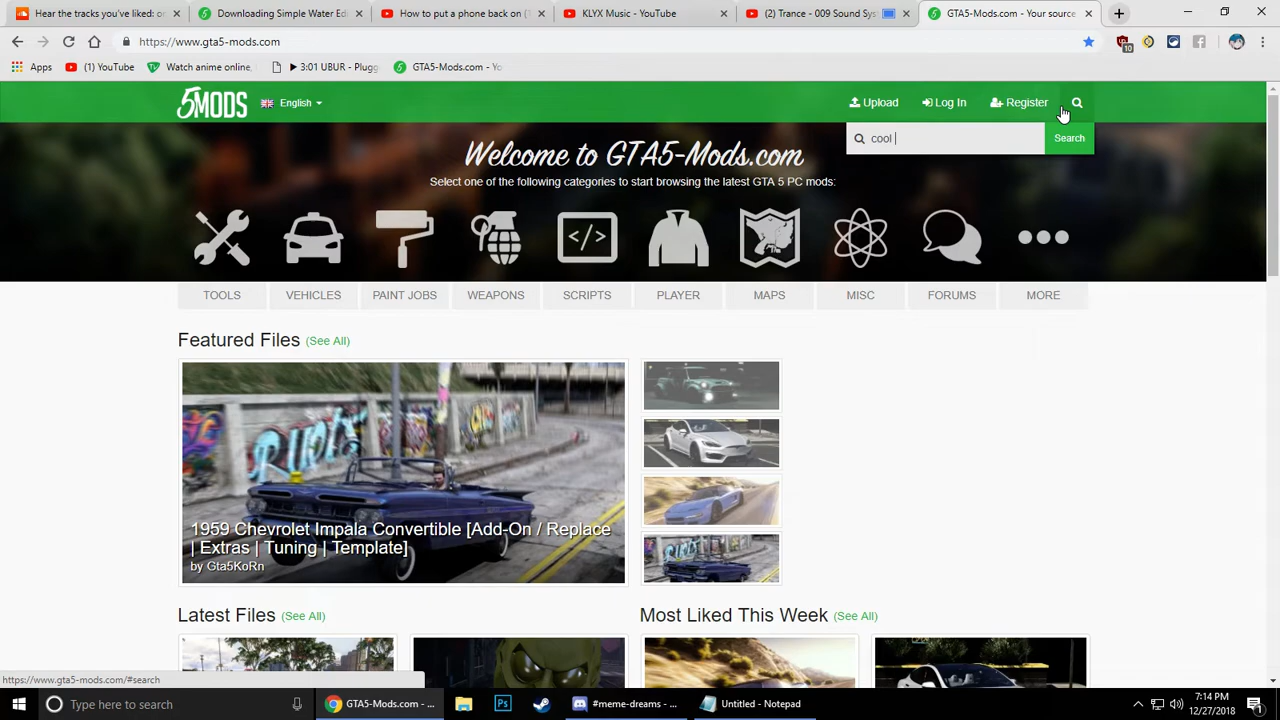 Hear the tracks you've liked: or
Downloading Simple Water Ed
How to put a phone back on (
KLYX Music - YouTube
(2) Trance - 009 Sound Sys
GTA5-Mods.com - Your source
https://www.gta5-mods.com
10
Apps
(1) YouTube
Watch anime online,
▶ 3:01 UBUR - Plugg
GTA5-Mods.com - Yo
5MODS
English
Upload
Log In
Register
cool
Search
Welcome to GTA5-Mods.com
Select one of the following categories to start browsing the latest GTA 5 PC mods:
TOOLS
VEHICLES
PAINT JOBS
WEAPONS
SCRIPTS
PLAYER
MAPS
MISC
FORUMS
MORE
Featured Files (See All)
1959 Chevrolet Impala Convertible [Add-On / Replace
| Extras | Tuning | Template]
by Gta5KoRn
Latest Files (See All)
Most Liked This Week (See All)
https://www.gta5-mods.com/#search
Type here to search
GTA5-Mods.com - ...
Ps
#meme-dreams - ...
Untitled - Notepad
7:14 PM
12/27/2018
1